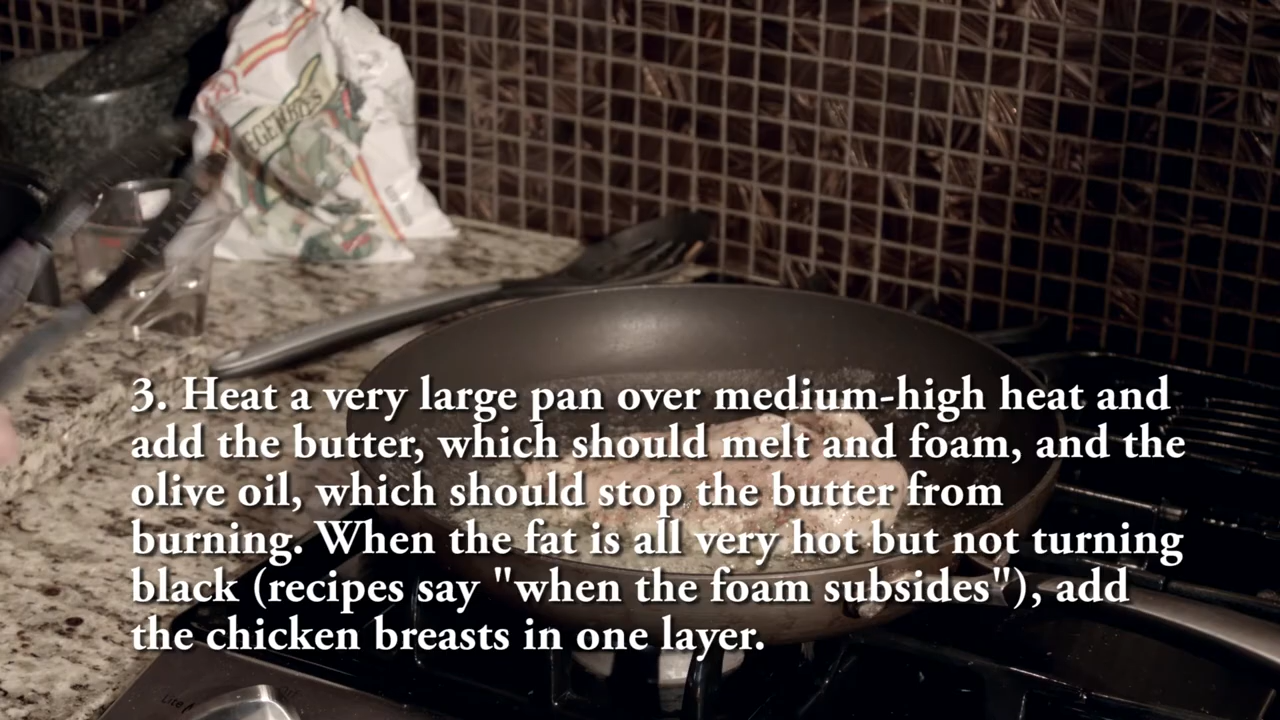 VEGETABLES
3. Heat a very large pan over medium-high heat and
add the butter, which should melt and foam, and the
olive oil, which should stop the butter from
burning. When the fat is all very hot but not turning
black (recipes say "when the foam subsides"), add
the chicken breasts in one layer.
Lite